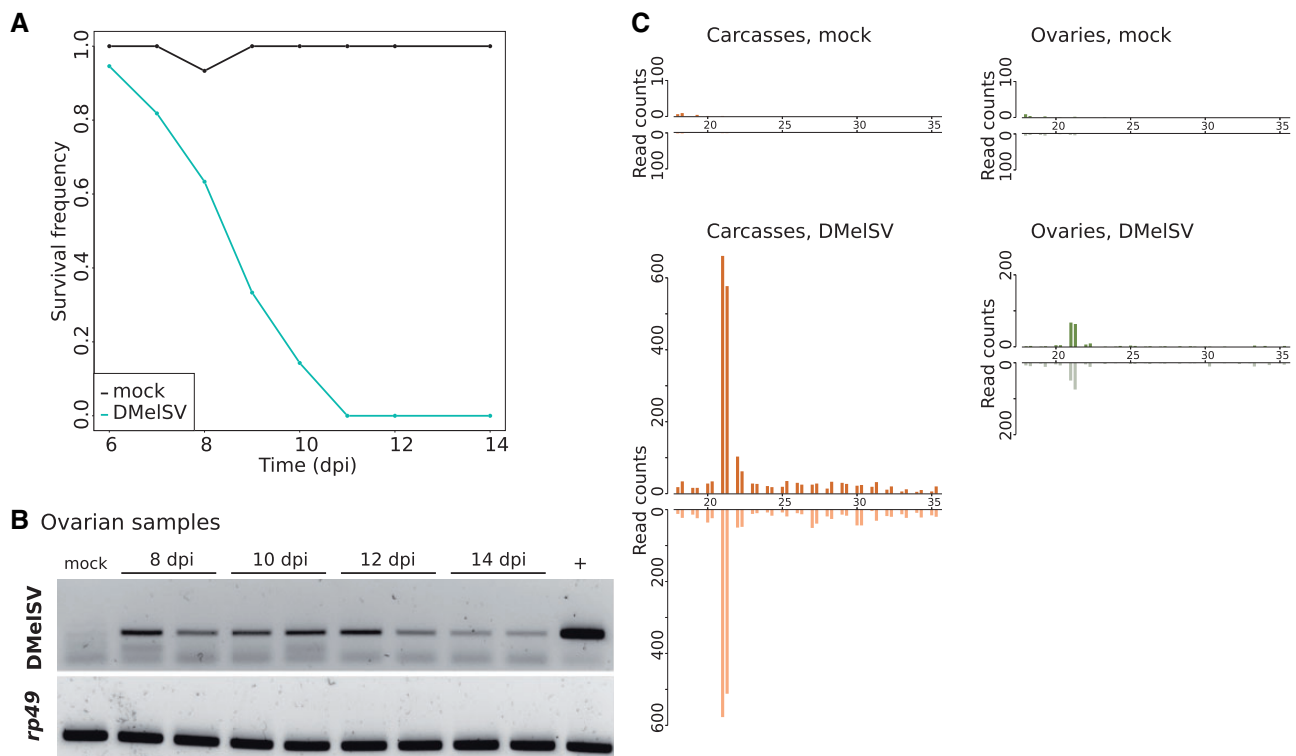 A
1.0
0.8
0.6
0.4
0.2
0.0
Survival frequency
mock
DMelSV
6 8 10 12 14
Time (dpi)
B Ovarian samples
mock 8 dpi 10 dpi 12 dpi 14 dpi +
DMelSV
rp49
C
Carcasses, mock
Read counts
100
0
20 25 30 35
0
100
Ovaries, mock
Read counts
100
0
20 25 30 35
0
100
Carcasses, DMelSV
Read counts
600
400
200
0
20 25 30 35
Read counts
0
200
400
600
Ovaries, DMelSV
Read counts
200
0
20 25 30 35
0
200